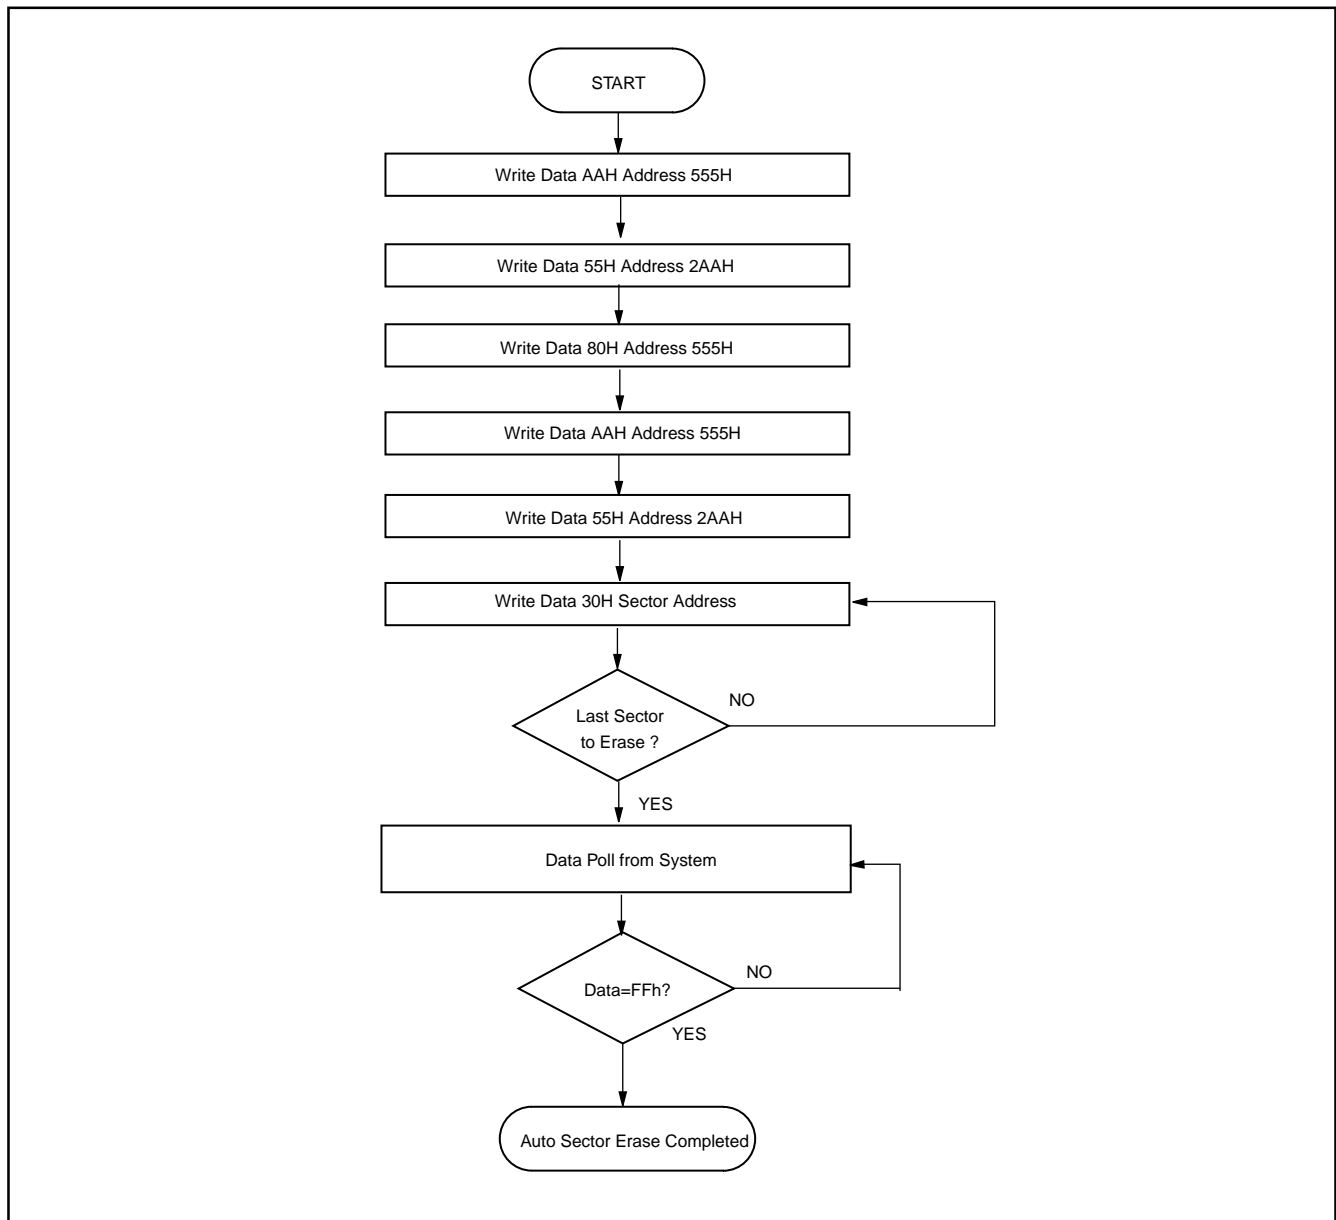 START
Write Data AAH Address 555H
Write Data 55H Address 2AAH
Write Data 80H Address 555H
Write Data AAH Address 555H
Write Data 55H Address 2AAH
Write Data 30H Sector Address
NO
Last Sector
to Erase ?
YES
Data Poll from System
NO
Data=FFh?
YES
Auto Sector Erase Completed